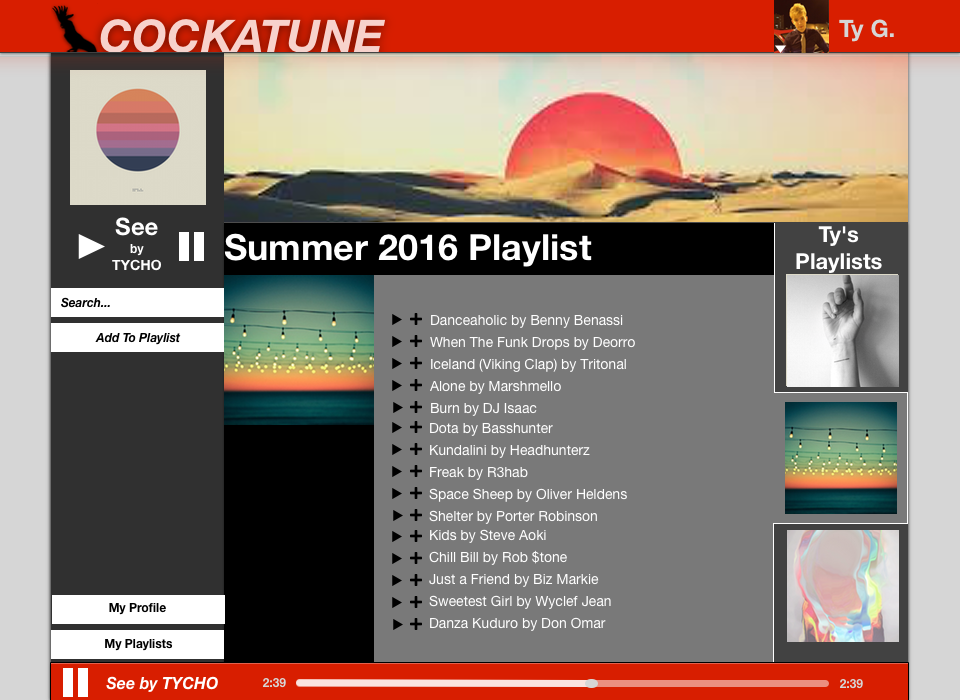 COCKATUNE
Ty G.
See
by
TYCHO
Search...
Add To Playlist
My Profile
My Playlists
Summer 2016 Playlist
Danceaholic by Benny Benassi
When The Funk Drops by Deorro
Iceland (Viking Clap) by Tritonal
Alone by Marshmello
Burn by DJ Isaac
Dota by Basshunter
Kundalini by Headhunterz
Freak by R3hab
Space Sheep by Oliver Heldens
Shelter by Porter Robinson
Kids by Steve Aoki
Chill Bill by Rob $tone
Just a Friend by Biz Markie
Sweetest Girl by Wyclef Jean
Danza Kuduro by Don Omar
Ty's
Playlists
See by TYCHO
2:39
2:39